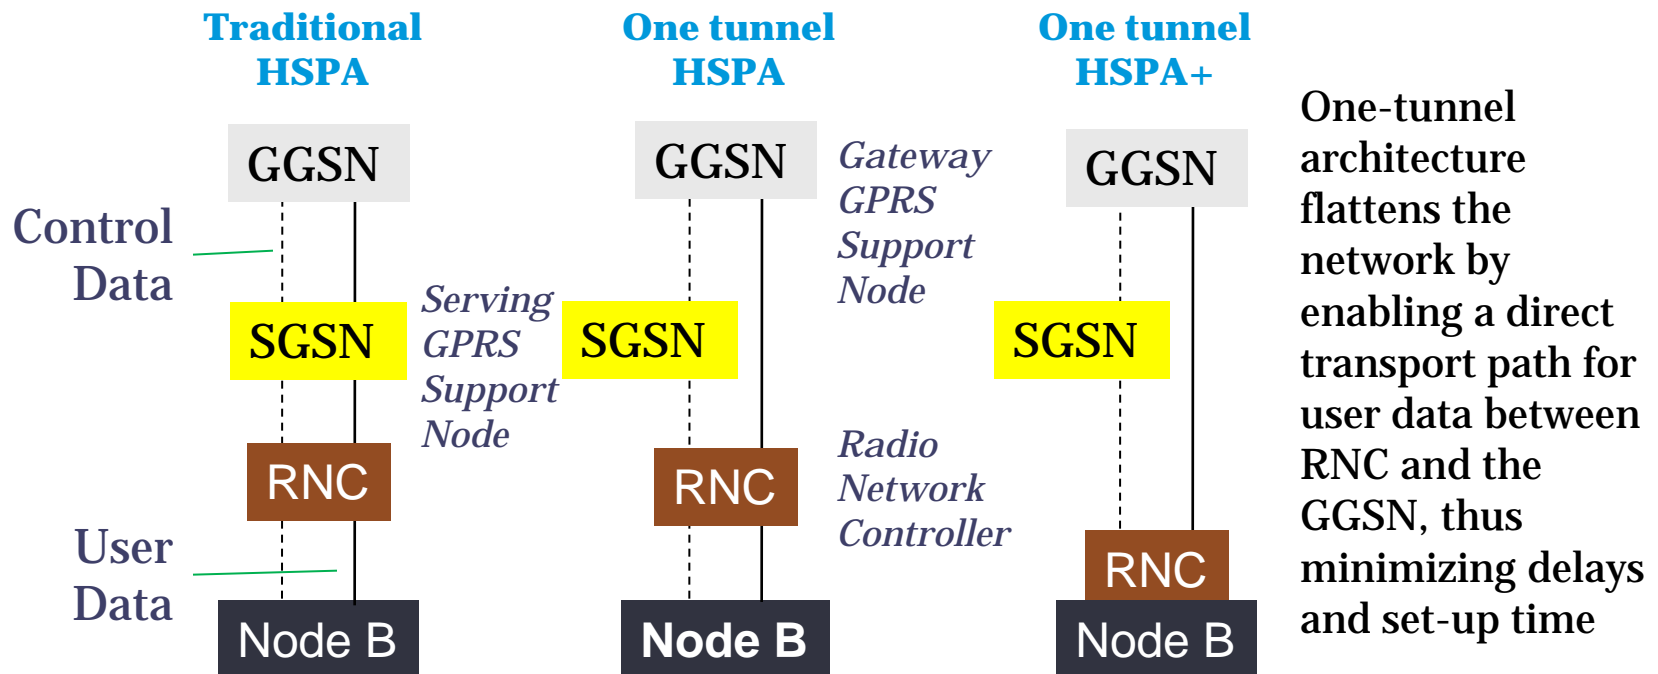 Traditional
HSPA
One tunnel
HSPA
One tunnel
HSPA+
GGSN
GGSN
GGSN
Control
Data
Serving
GPRS
Support
Node
Gateway
GPRS
Support
Node
SGSN
SGSN
SGSN
RNC
RNC
RNC
Radio
Network
Controller
User
Data
Node B
Node B
Node B
One-tunnel
architecture
flattens the
network by
enabling a direct
transport path for
user data between
RNC and the
GGSN, thus
minimizing delays
and set-up time